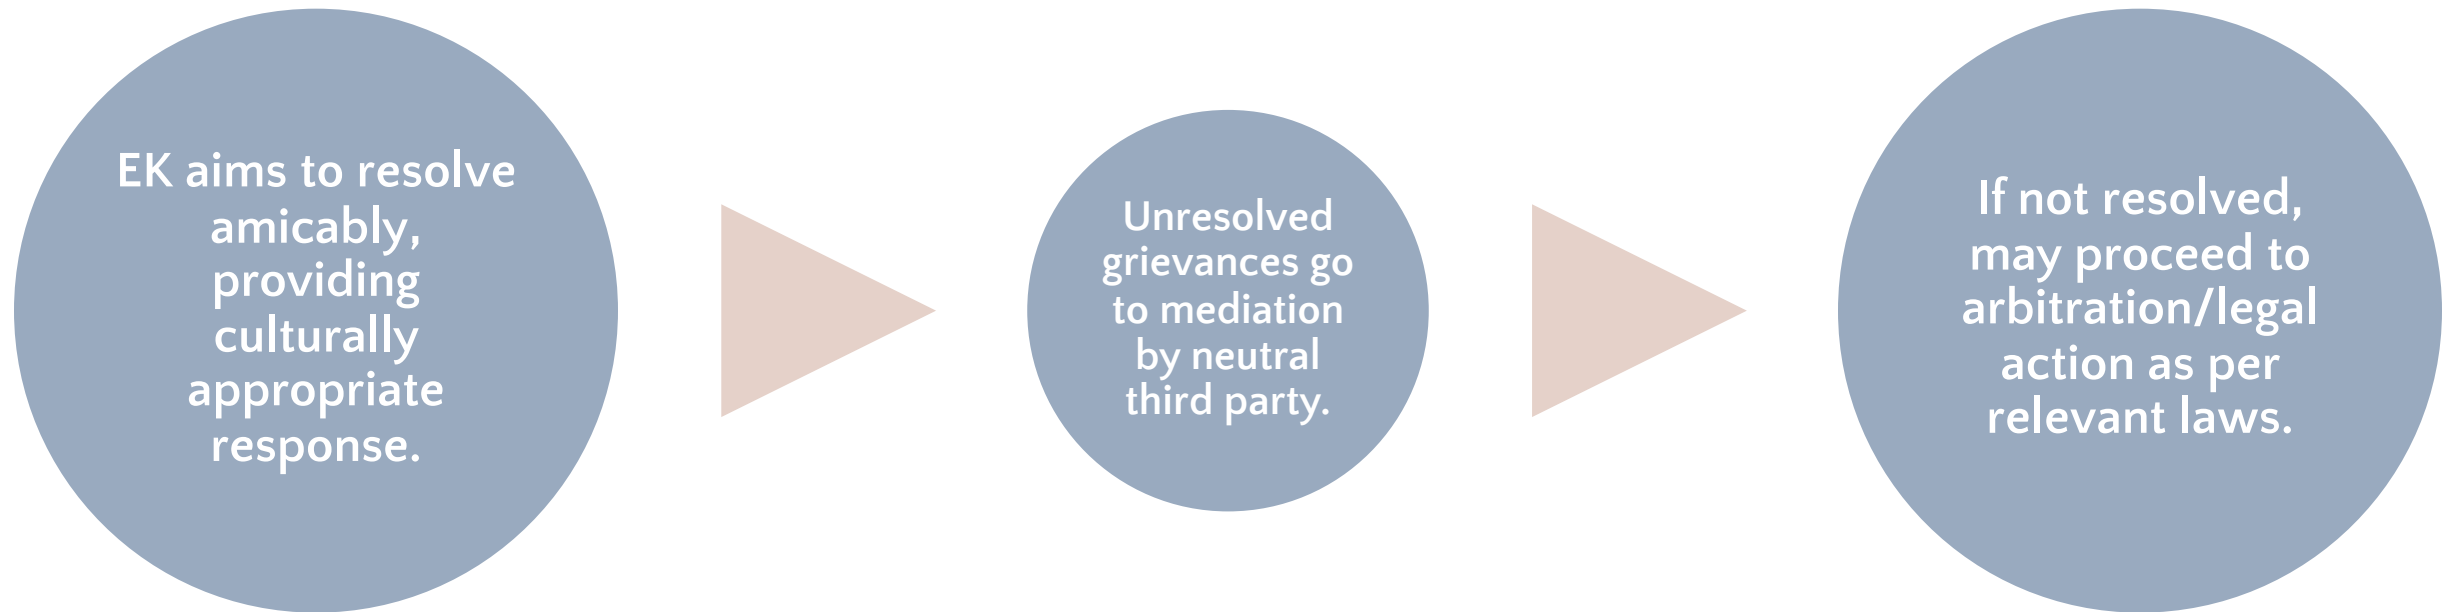 EK aims to resolve
amicably,
providing
culturally
appropriate
response.
Unresolved
grievances go
to mediation
by neutral
third party.
If not resolved,
may proceed to
arbitration/legal
action as per
relevant laws.